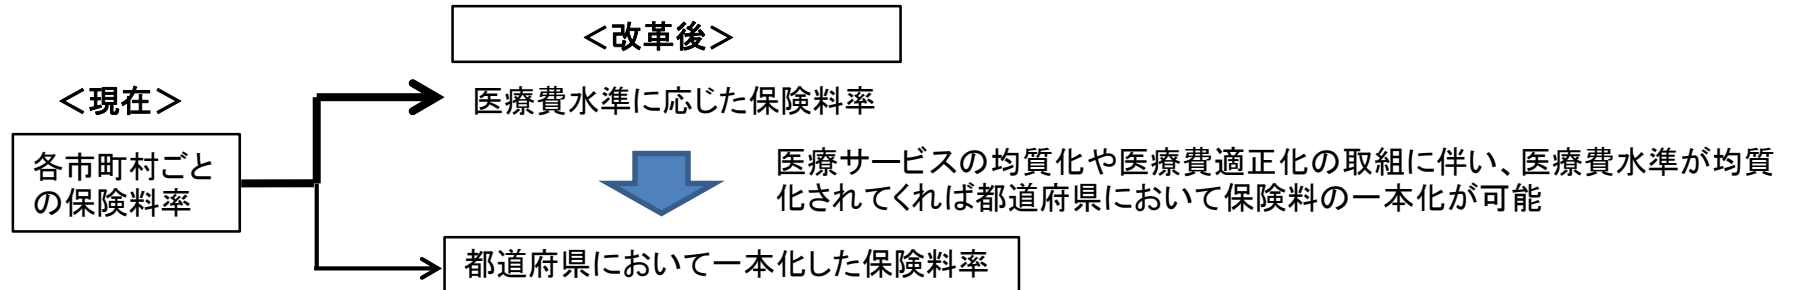 ＜改革後＞
＜現在＞
医療費水準に応じた保険料率
各市町村ごと
の保険料率
医療サービスの均質化や医療費適正化の取組に伴い、医療費水準が均質
化されてくれば都道府県において保険料の一本化が可能
都道府県において一本化した保険料率